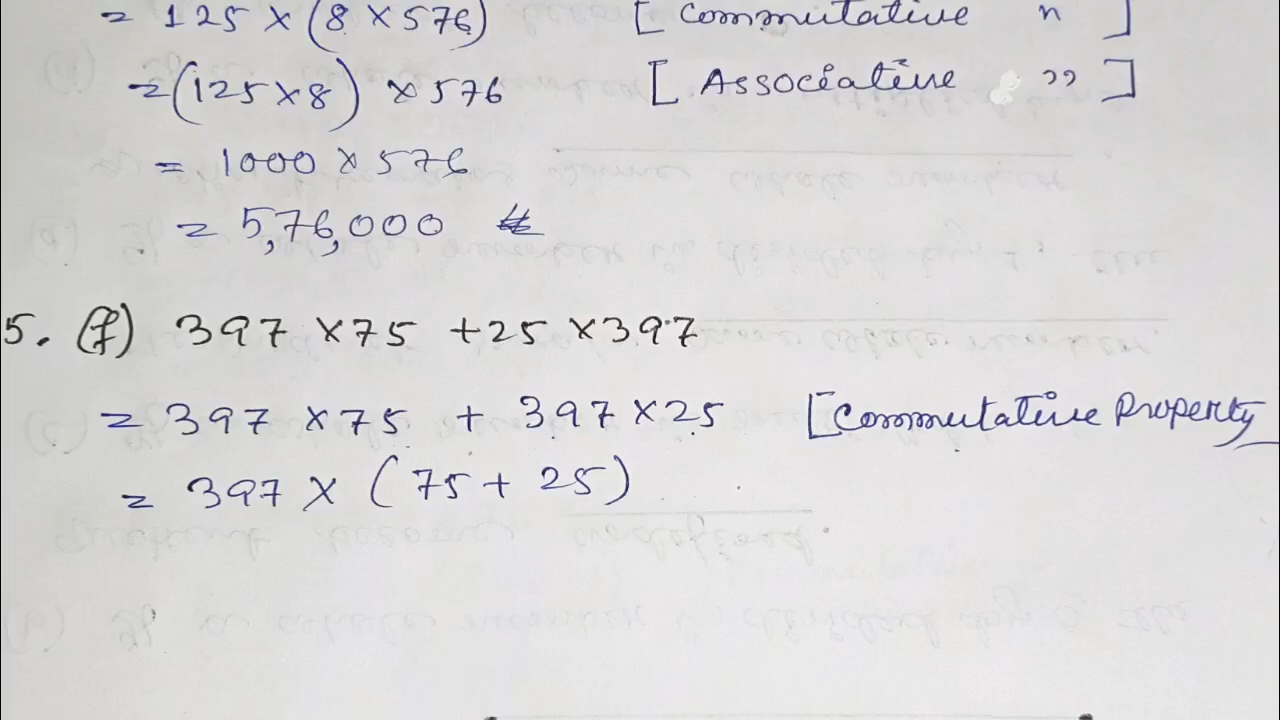 = 125 × (8 × 576) [Commutative " ]
= (125 × 8) × 576 [Associative " ]
= 1000 × 576
= 5,76,000
5. (f) 397 × 75 + 25 × 397
= 397 × 75 + 397 × 25 [Commutative Property
= 397 × (75 + 25)